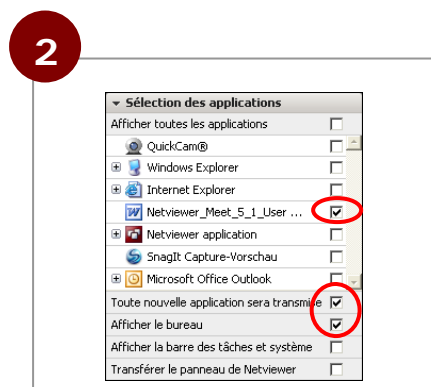 2
Sélection des applications
Afficher toutes les applications
QuickCam®
Windows Explorer
Internet Explorer
Netviewer_Meet_5_1_User ...
Netviewer application
SnagIt Capture-Vorschau
Microsoft Office Outlook
Toute nouvelle application sera transmise
Afficher le bureau
Afficher la barre des tâches et système
Transférer le panneau de Netviewer